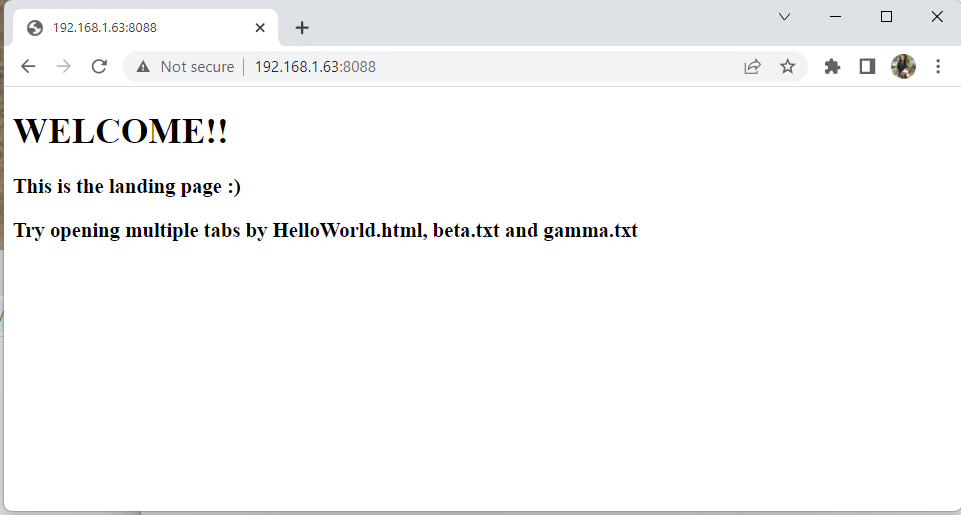 192.168.1.63:8088
Not secure 192.168.1.63:8088
WELCOME!!
This is the landing page :)
Try opening multiple tabs by HelloWorld.html, beta.txt and gamma.txt